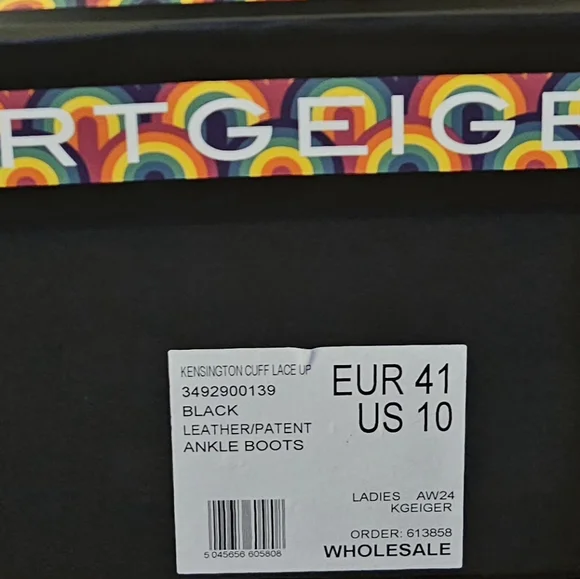 RTGEIGE
KENSINGTON CUFF LACE UP
3492900139
BLACK
LEATHER/PATENT
ANKLE BOOTS
EUR 41
US 10
LADIES AW24
KGEIGER
ORDER: 613858
WHOLESALE
5 045656 605808